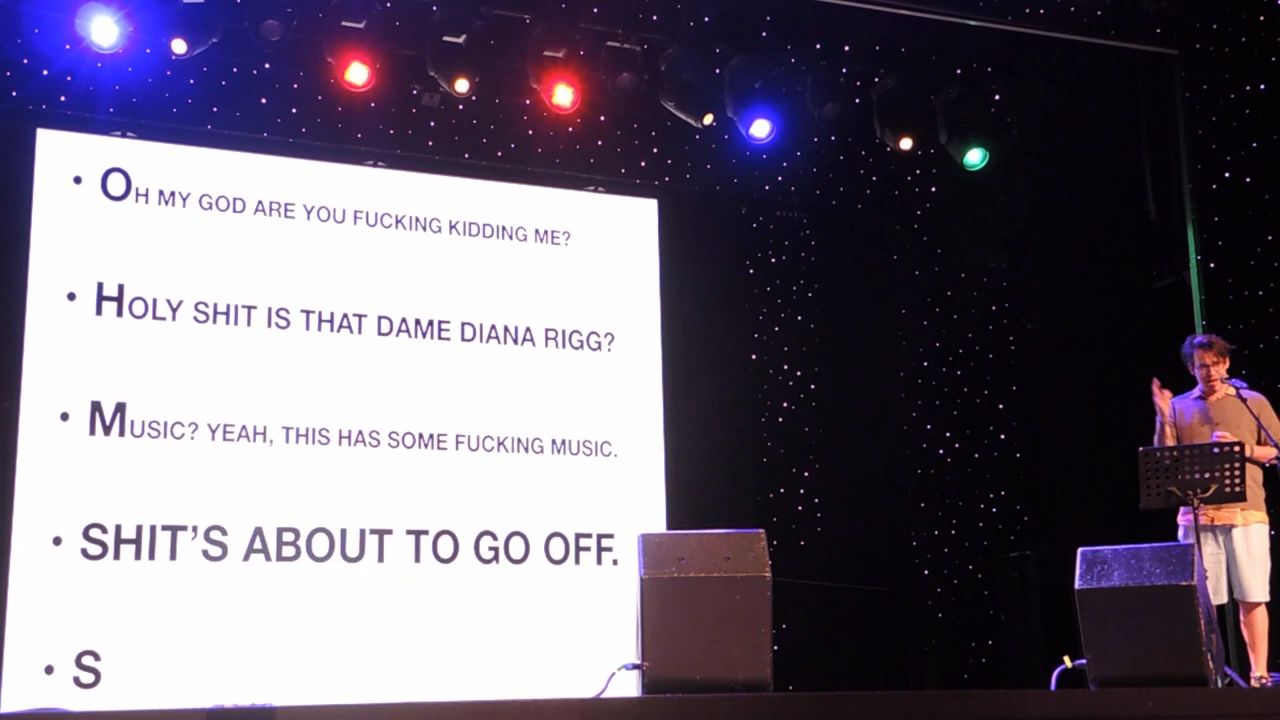 • OH MY GOD ARE YOU FUCKING KIDDING ME?
• HOLY SHIT IS THAT DAME DIANA RIGG?
• MUSIC? YEAH, THIS HAS SOME FUCKING MUSIC.
• SHIT’S ABOUT TO GO OFF.
• S